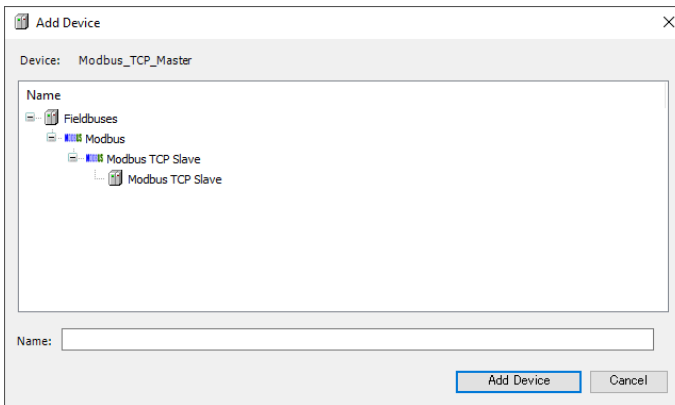 Add Device
Device: Modbus_TCP_Master
Name
Fieldbuses
Modbus
Modbus TCP Slave
Modbus TCP Slave
Name:
Add Device Cancel